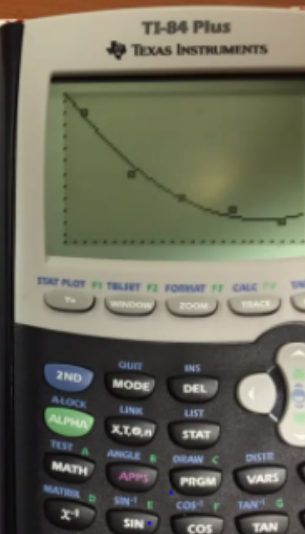 TI-84 Plus
TEXAS INSTRUMENTS
STAT PLOT F1 TBLSET F2 FORMAT F3 CALC
Y= WINDOW ZOOM TRACE
QUIT INS
2ND MODE DEL
A-LOCK LINK LIST
ALPHA X,T,θ,n STAT
TEST A ANGLE B DRAW C DISTR
MATH APPS PRGM VARS
MATRIX D SIN⁻¹ E COS⁻¹ F TAN⁻¹ G
X⁻¹ SIN COS TAN